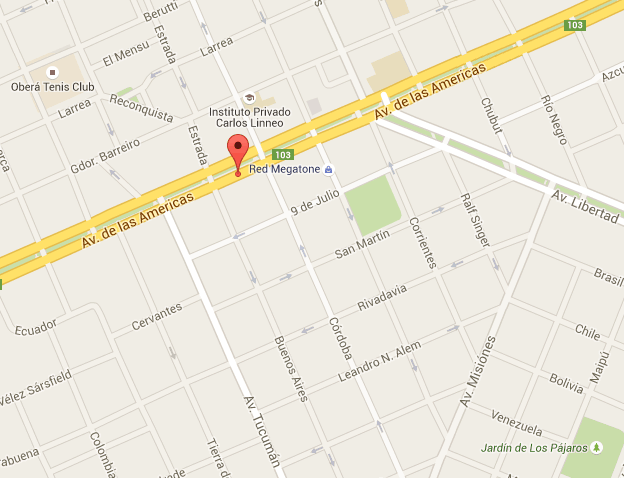 Berutti
103
El Mensu
Estrada
Larrea
Oberá Tenis Club
Av. de las Americas
Azcu
Larrea
Reconquista
Instituto Privado
Carlos Linneo
Chubut
Río Negro
Estrada
Gdor. Barreiro
103
Red Megatone
9 de Julio
Av. Libertad
Av. de las Americas
Ralf Singer
Corrientes
San Martín
Brasil
Rivadavia
Cervantes
Ecuador
Chile
Córdoba
Buenos Aires
Leandro N. Alem
Av. Misiónes
Maipú
Bolivia
Vélez Sársfield
Av. Tucumán
Venezuela
Colombia
Tierra d
Jardín de Los Pájaros